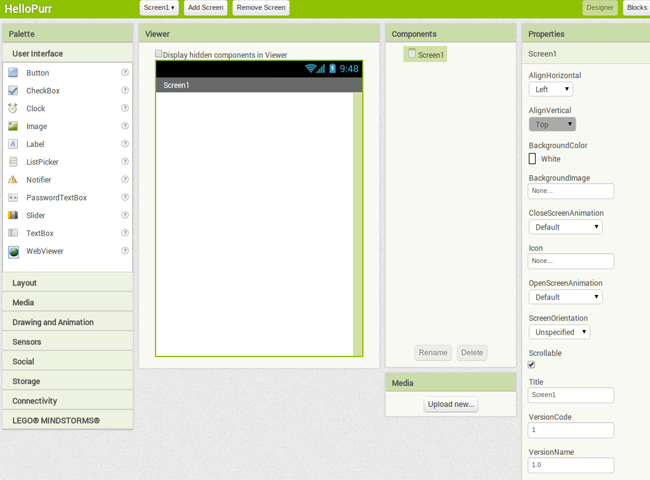 HelloPurr
Screen1 ▾
Add Screen
Remove Screen
Designer
Blocks
Palette
User Interface
Button
CheckBox
Clock
Image
Label
ListPicker
Notifier
PasswordTextBox
Slider
TextBox
WebViewer
Layout
Media
Drawing and Animation
Sensors
Social
Storage
Connectivity
LEGO® MINDSTORMS®
Viewer
Display hidden components in Viewer
9:48
Screen1
Components
Screen1
Rename
Delete
Media
Upload new...
Properties
Screen1
AlignHorizontal
Left
AlignVertical
Top
BackgroundColor
White
BackgroundImage
None...
CloseScreenAnimation
Default
Icon
None...
OpenScreenAnimation
Default
ScreenOrientation
Unspecified
Scrollable
Title
Screen1
VersionCode
1
VersionName
1.0